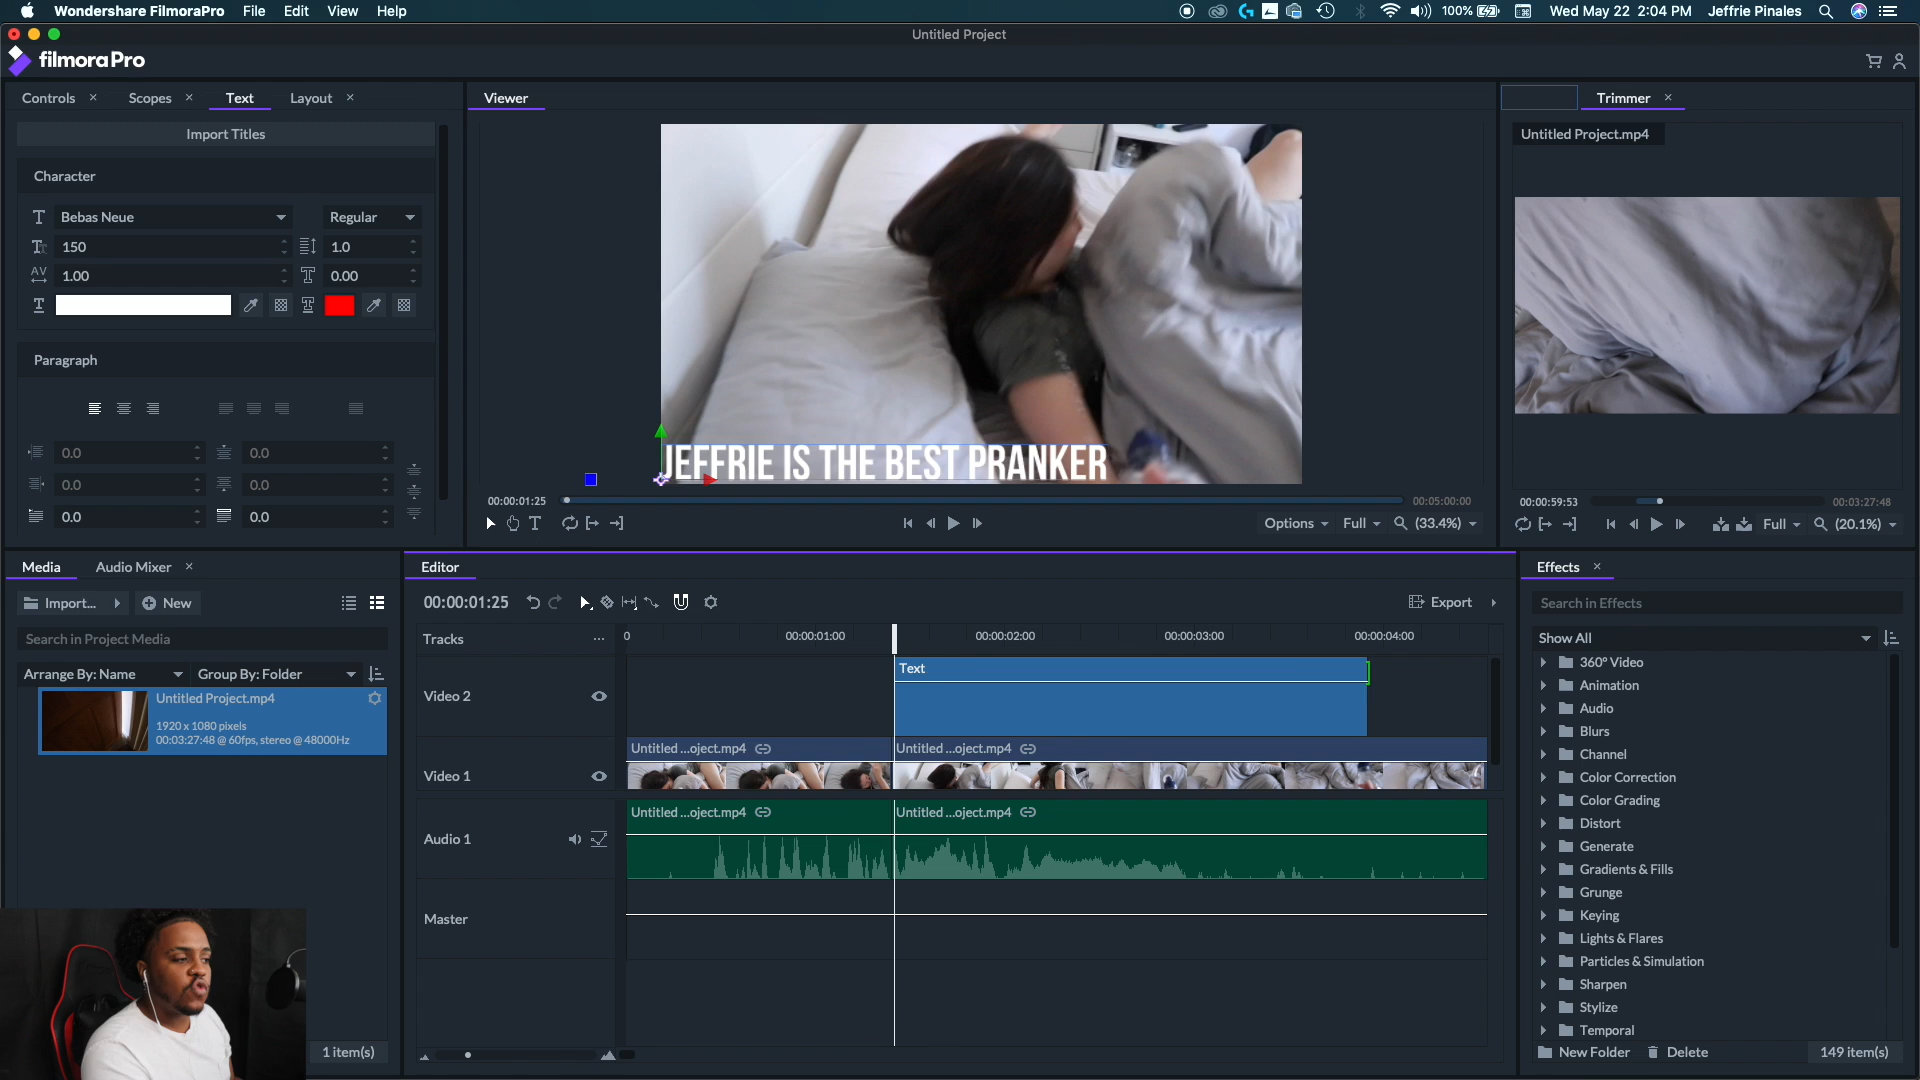 Wondershare FilmoraPro File Edit View Help
100% Wed May 22 2:04 PM Jeffrie Pinales
Untitled Project
filmoraPro
Controls × Scopes × Text Layout ×
Import Titles
Character
Bebas Neue Regular
150 1.0
AV 1.00 0.00
Paragraph
0.0 0.0
0.0 0.0
0.0 0.0
Viewer
JEFFRIE IS THE BEST PRANKER
00:00:01:25 00:05:00:00
Options Full (33.4%)
Trimmer ×
Untitled Project.mp4
00:00:59:53 00:03:27:48
Full (20.1%)
Media Audio Mixer ×
Import... New
Search in Project Media
Arrange By: Name Group By: Folder
Untitled Project.mp4
1920 x 1080 pixels
00:03:27:48 @ 60fps, stereo @ 48000Hz
1 item(s)
Editor
00:00:01:25 Export
Tracks ... 0 00:00:01:00 00:00:02:00 00:00:03:00 00:00:04:00
Text
Video 2
Untitled ...oject.mp4 Untitled ...oject.mp4
Video 1
Untitled ...oject.mp4 Untitled ...oject.mp4
Audio 1
Master
Effects ×
Search in Effects
Show All
360° Video
Animation
Audio
Blurs
Channel
Color Correction
Color Grading
Distort
Generate
Gradients & Fills
Grunge
Keying
Lights & Flares
Particles & Simulation
Sharpen
Stylize
Temporal
New Folder Delete 149 item(s)